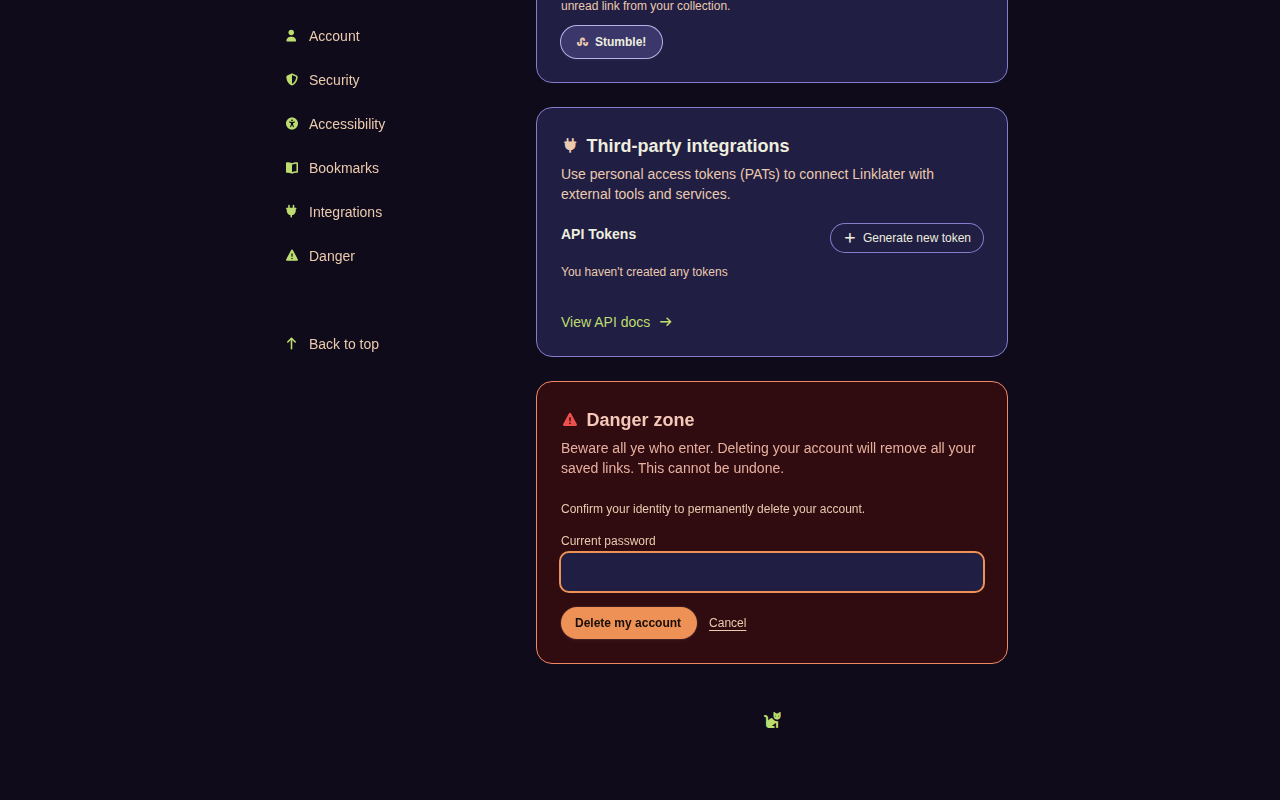 Account
Security
Accessibility
Bookmarks
Integrations
Danger
Back to top
unread link from your collection.
Stumble!
Third-party integrations
Use personal access tokens (PATs) to connect Linklater with
external tools and services.
API Tokens
Generate new token
You haven't created any tokens
View API docs
Danger zone
Beware all ye who enter. Deleting your account will remove all your
saved links. This cannot be undone.
Confirm your identity to permanently delete your account.
Current password
Delete my account
Cancel